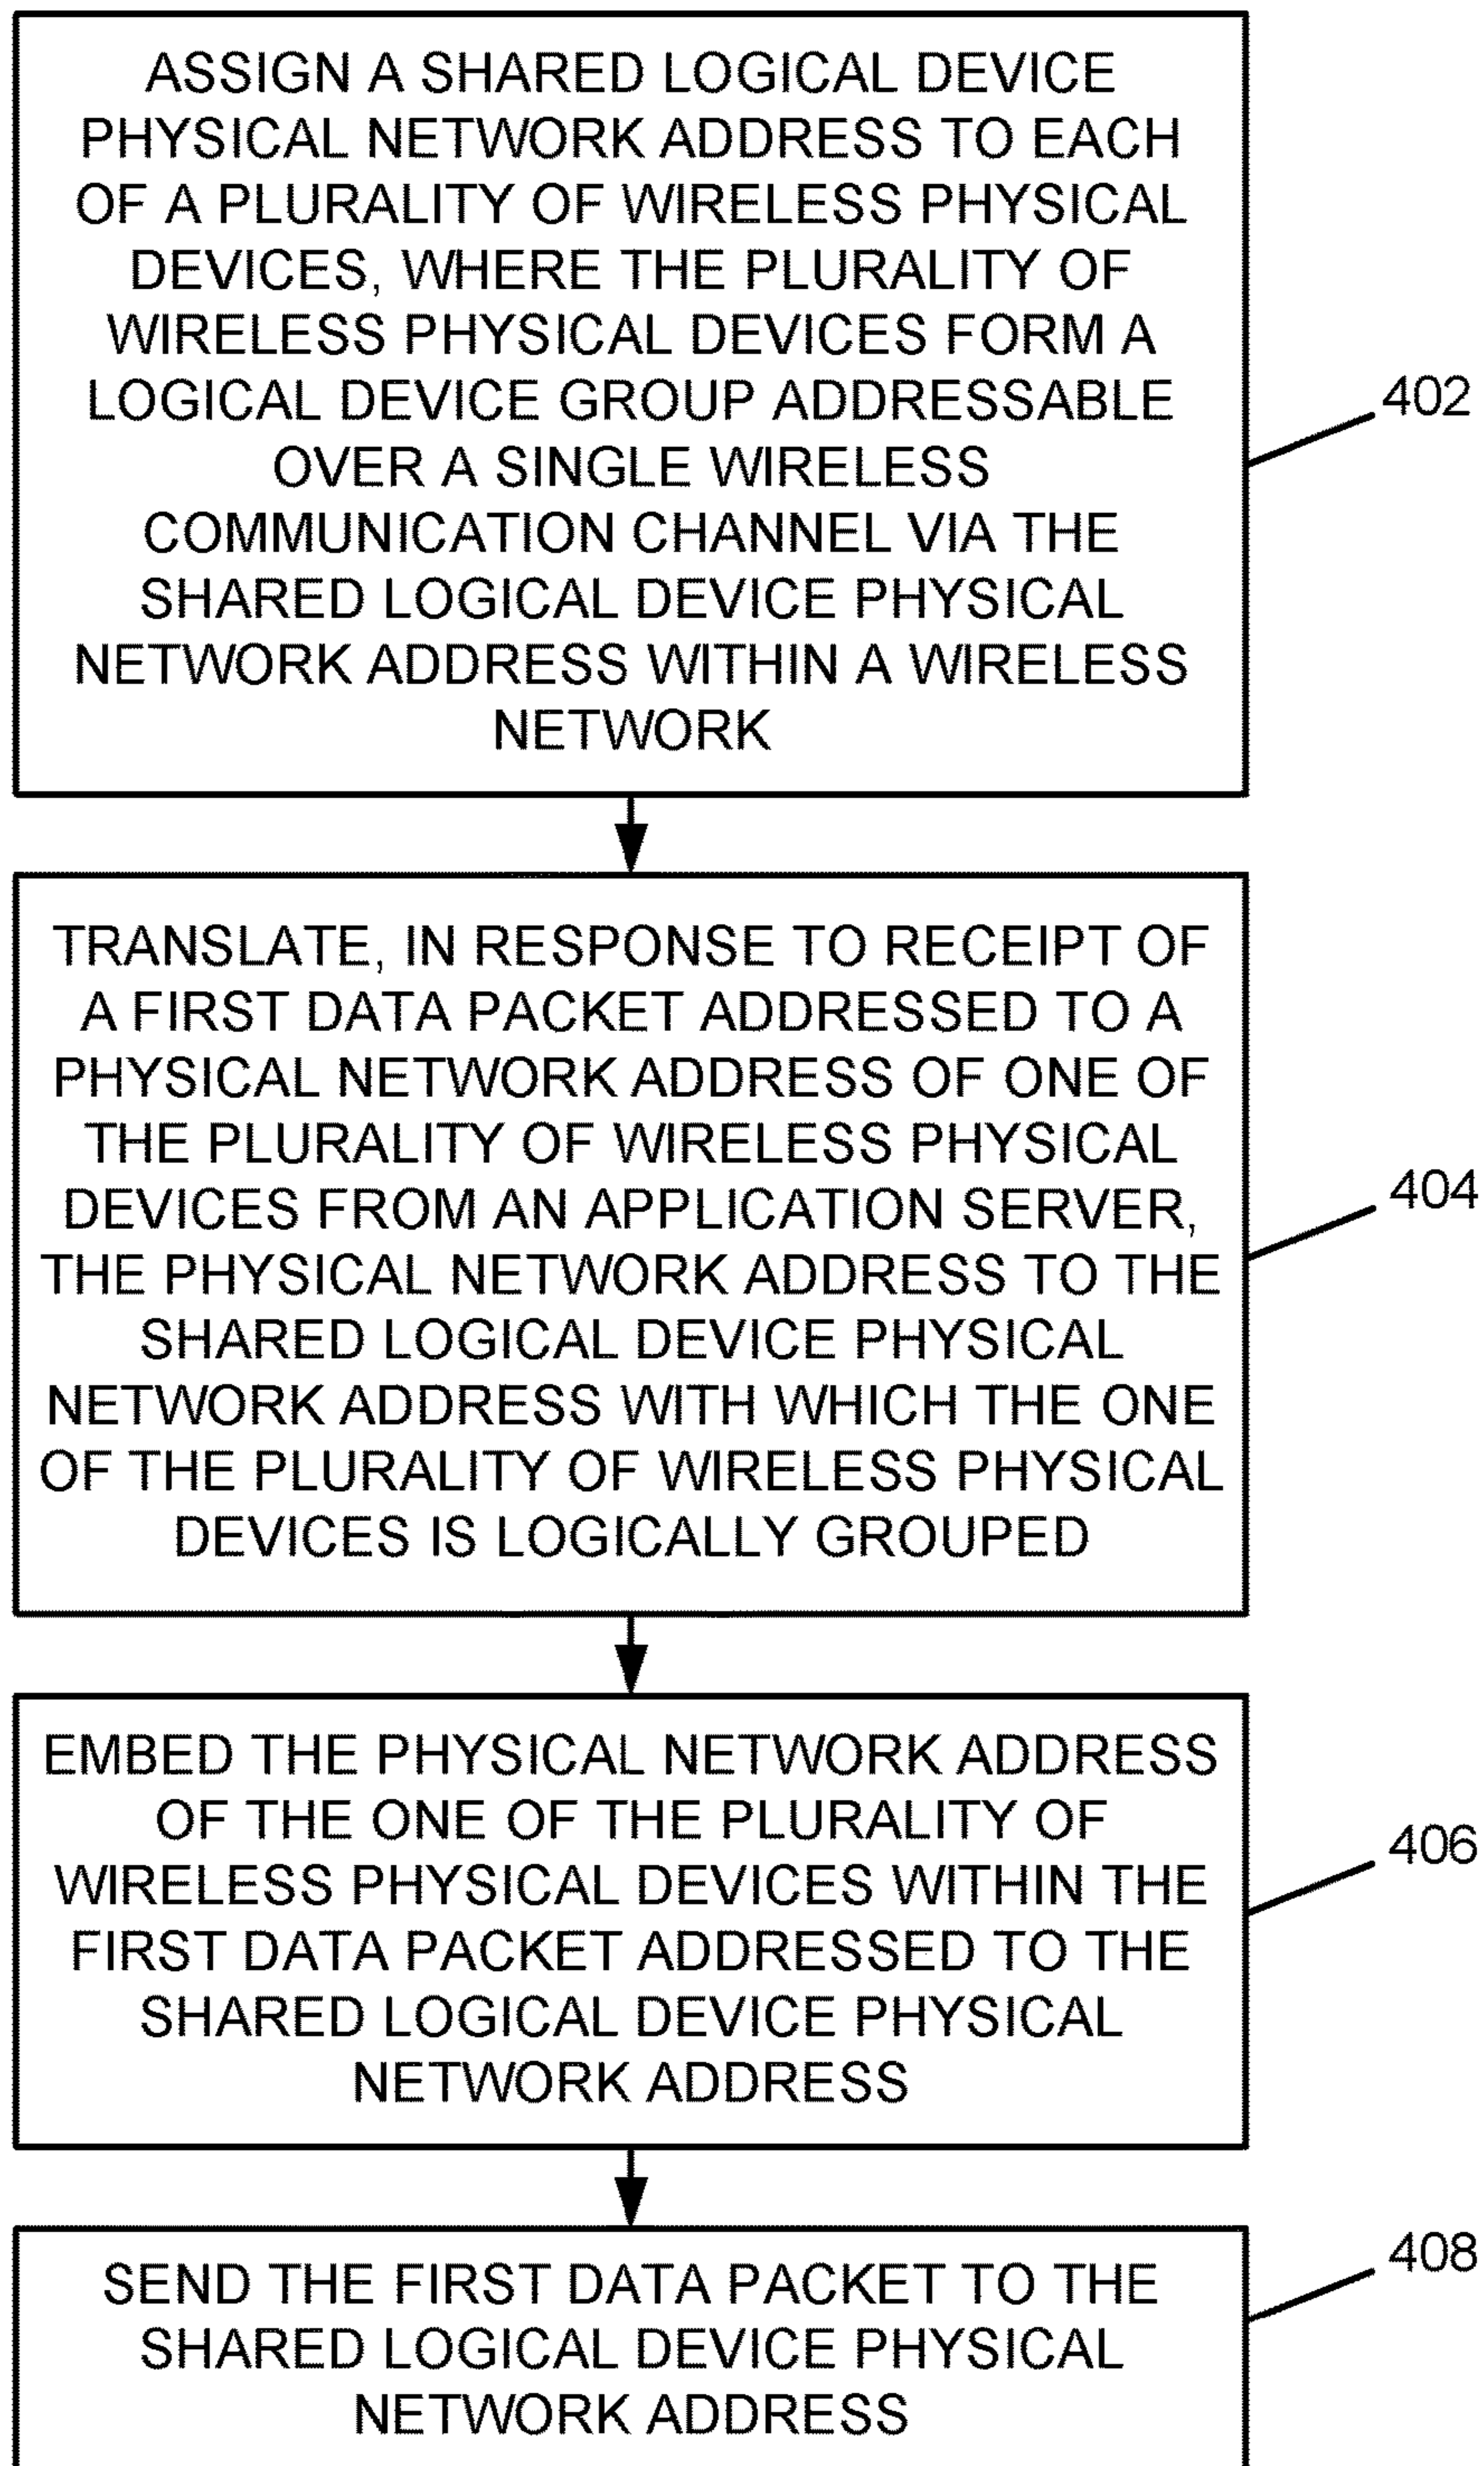 ASSIGN A SHARED LOGICAL DEVICE
PHYSICAL NETWORK ADDRESS TO EACH
OF A PLURALITY OF WIRELESS PHYSICAL
DEVICES, WHERE THE PLURALITY OF
WIRELESS PHYSICAL DEVICES FORM A
LOGICAL DEVICE GROUP ADDRESSABLE
OVER A SINGLE WIRELESS
COMMUNICATION CHANNEL VIA THE
SHARED LOGICAL DEVICE PHYSICAL
NETWORK ADDRESS WITHIN A WIRELESS
NETWORK
402
TRANSLATE, IN RESPONSE TO RECEIPT OF
A FIRST DATA PACKET ADDRESSED TO A
PHYSICAL NETWORK ADDRESS OF ONE OF
THE PLURALITY OF WIRELESS PHYSICAL
DEVICES FROM AN APPLICATION SERVER,
THE PHYSICAL NETWORK ADDRESS TO THE
SHARED LOGICAL DEVICE PHYSICAL
NETWORK ADDRESS WITH WHICH THE ONE
OF THE PLURALITY OF WIRELESS PHYSICAL
DEVICES IS LOGICALLY GROUPED
404
EMBED THE PHYSICAL NETWORK ADDRESS
OF THE ONE OF THE PLURALITY OF
WIRELESS PHYSICAL DEVICES WITHIN THE
FIRST DATA PACKET ADDRESSED TO THE
SHARED LOGICAL DEVICE PHYSICAL
NETWORK ADDRESS
406
SEND THE FIRST DATA PACKET TO THE
SHARED LOGICAL DEVICE PHYSICAL
NETWORK ADDRESS
408